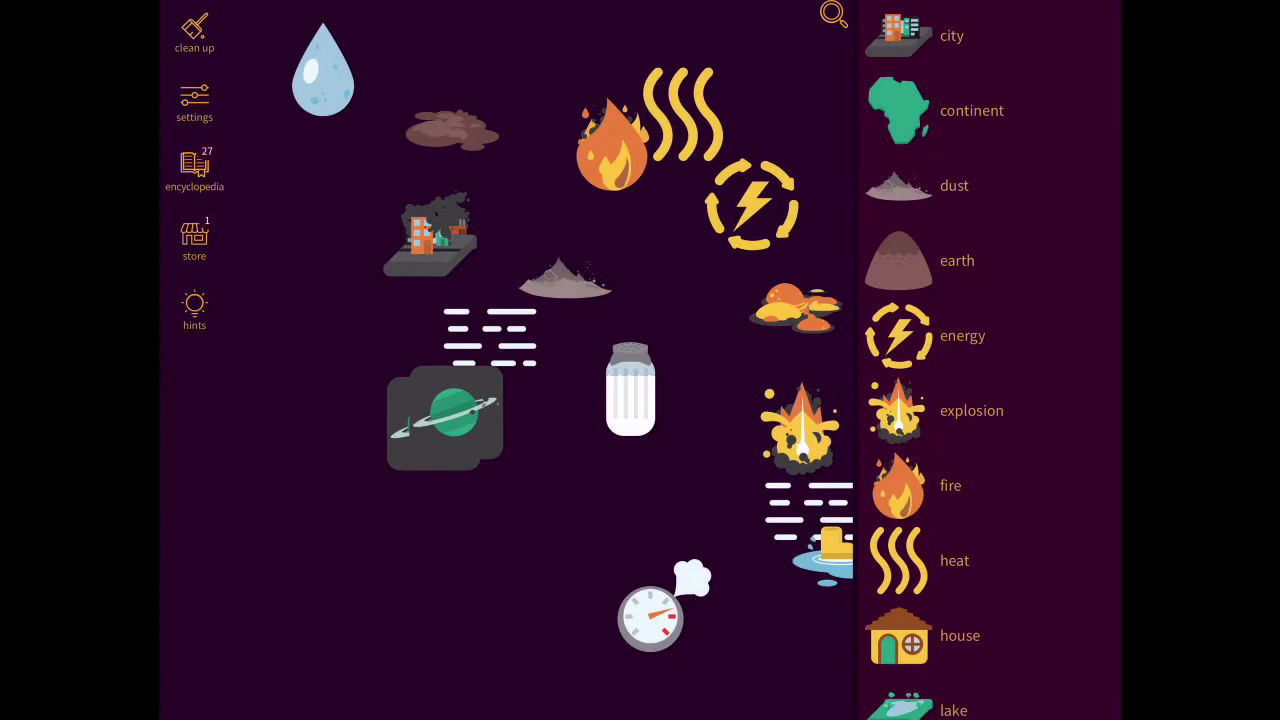 clean up
settings
27
encyclopedia
1
store
hints
city
continent
dust
earth
energy
explosion
fire
heat
house
lake